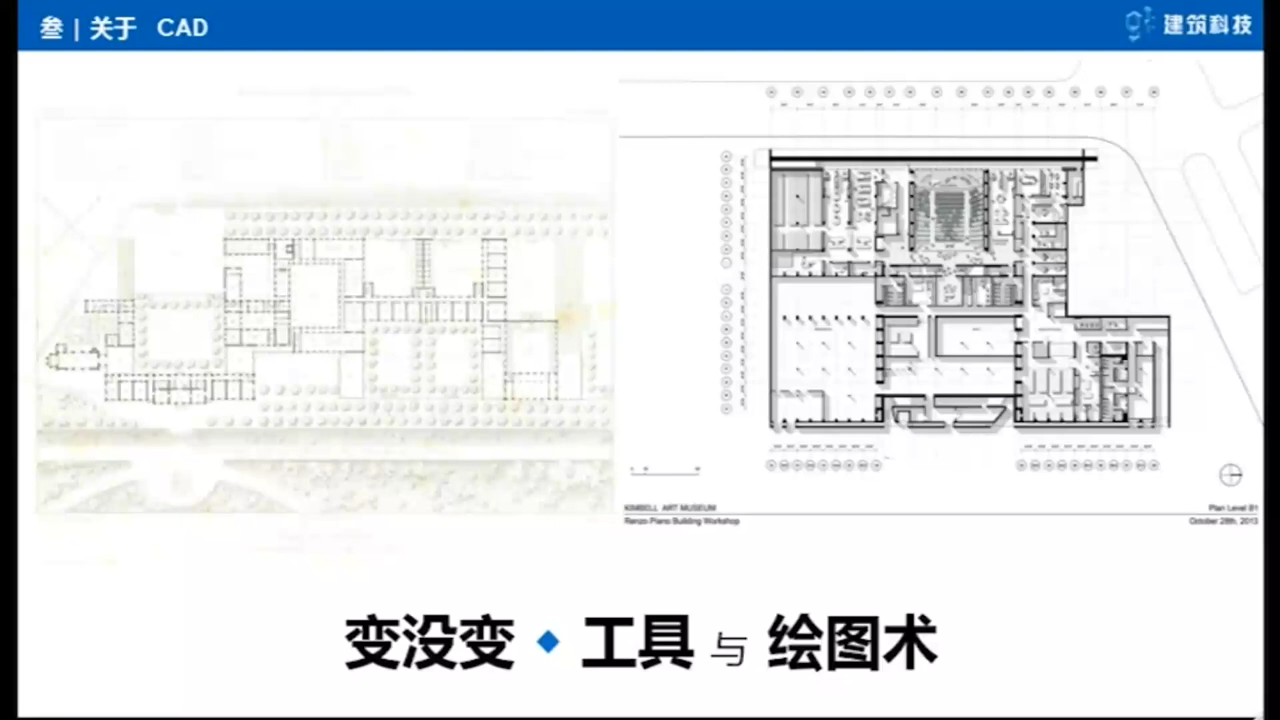 叁 | 关于 CAD
建筑科技
KIMBELL ART MUSEUM
Renzo Piano Building Workshop
Plan Level B1
October 28th, 2013
变没变 ◆ 工具 与 绘图术